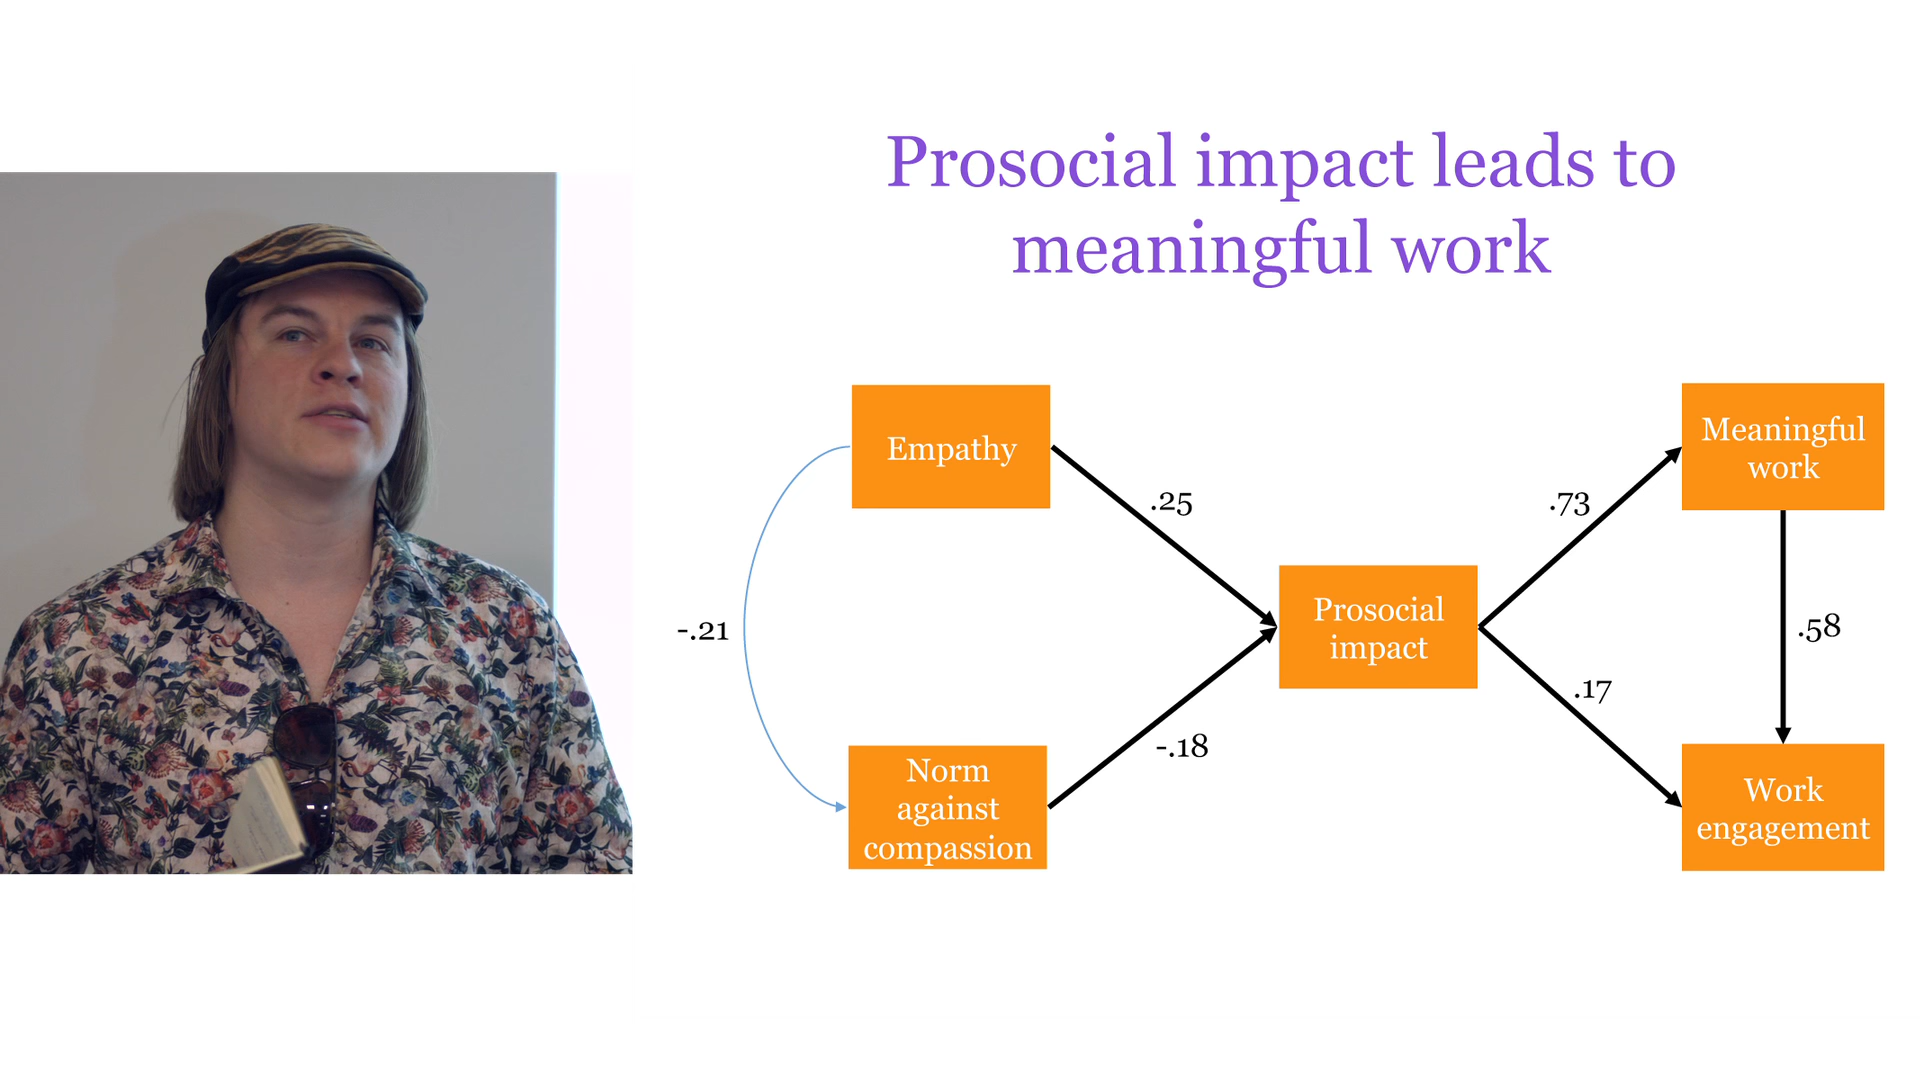 Prosocial impact leads to
meaningful work
Empathy
Meaningful
work
.25
.73
Prosocial
impact
-.21
.58
.17
-.18
Norm
against
compassion
Work
engagement